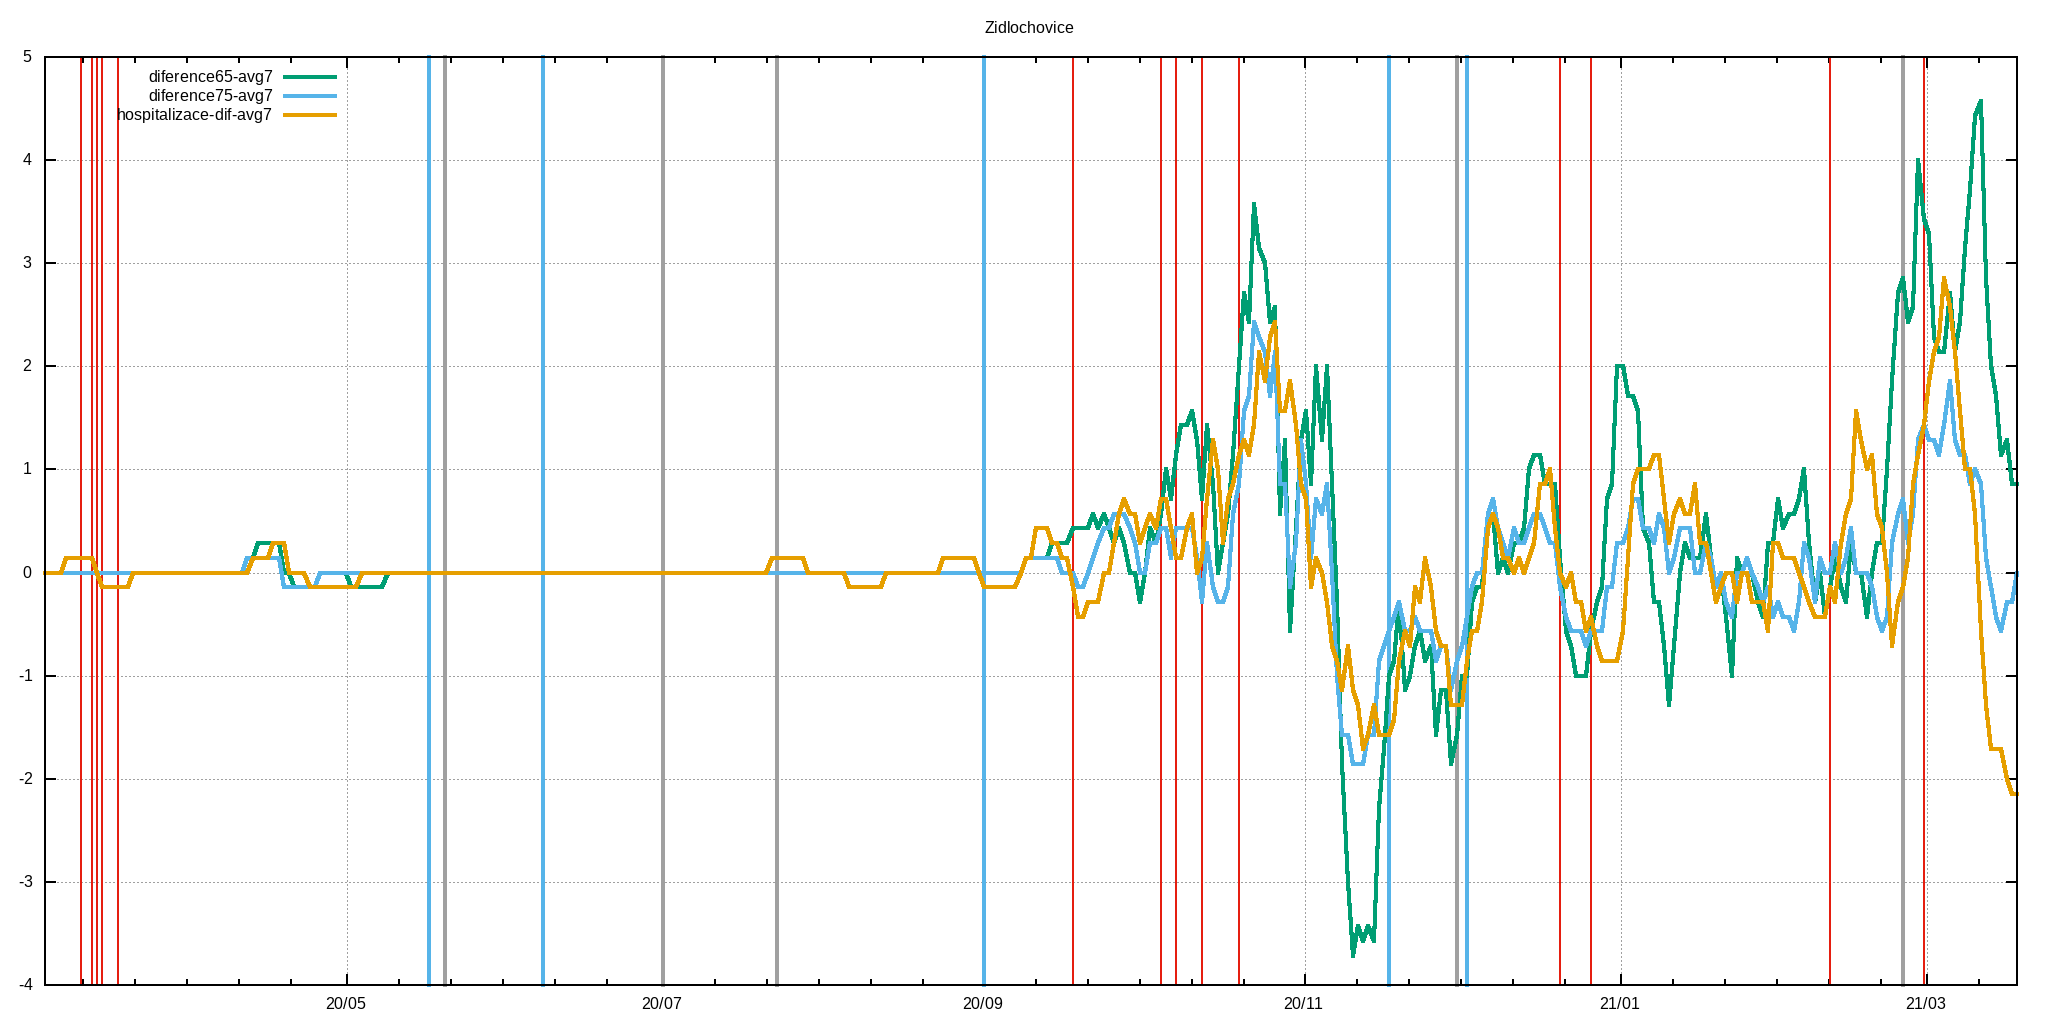 Zidlochovice
5
diference65-avg7
diference75-avg7
hospitalizace-dif-avg7
4
3
2
1
0
-1
-2
-3
-4
20/05 20/07 20/09 20/11 21/01 21/03